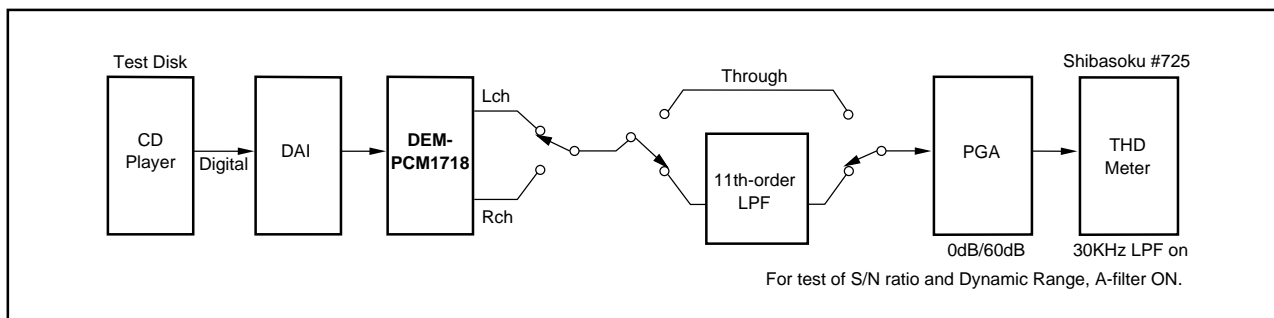 Test Disk
CD
Player
Digital
DAI
DEM-
PCM1718
Lch
Rch
Through
11th-order
LPF
PGA
0dB/60dB
Shibasoku #725
THD
Meter
30KHz LPF on
For test of S/N ratio and Dynamic Range, A-filter ON.